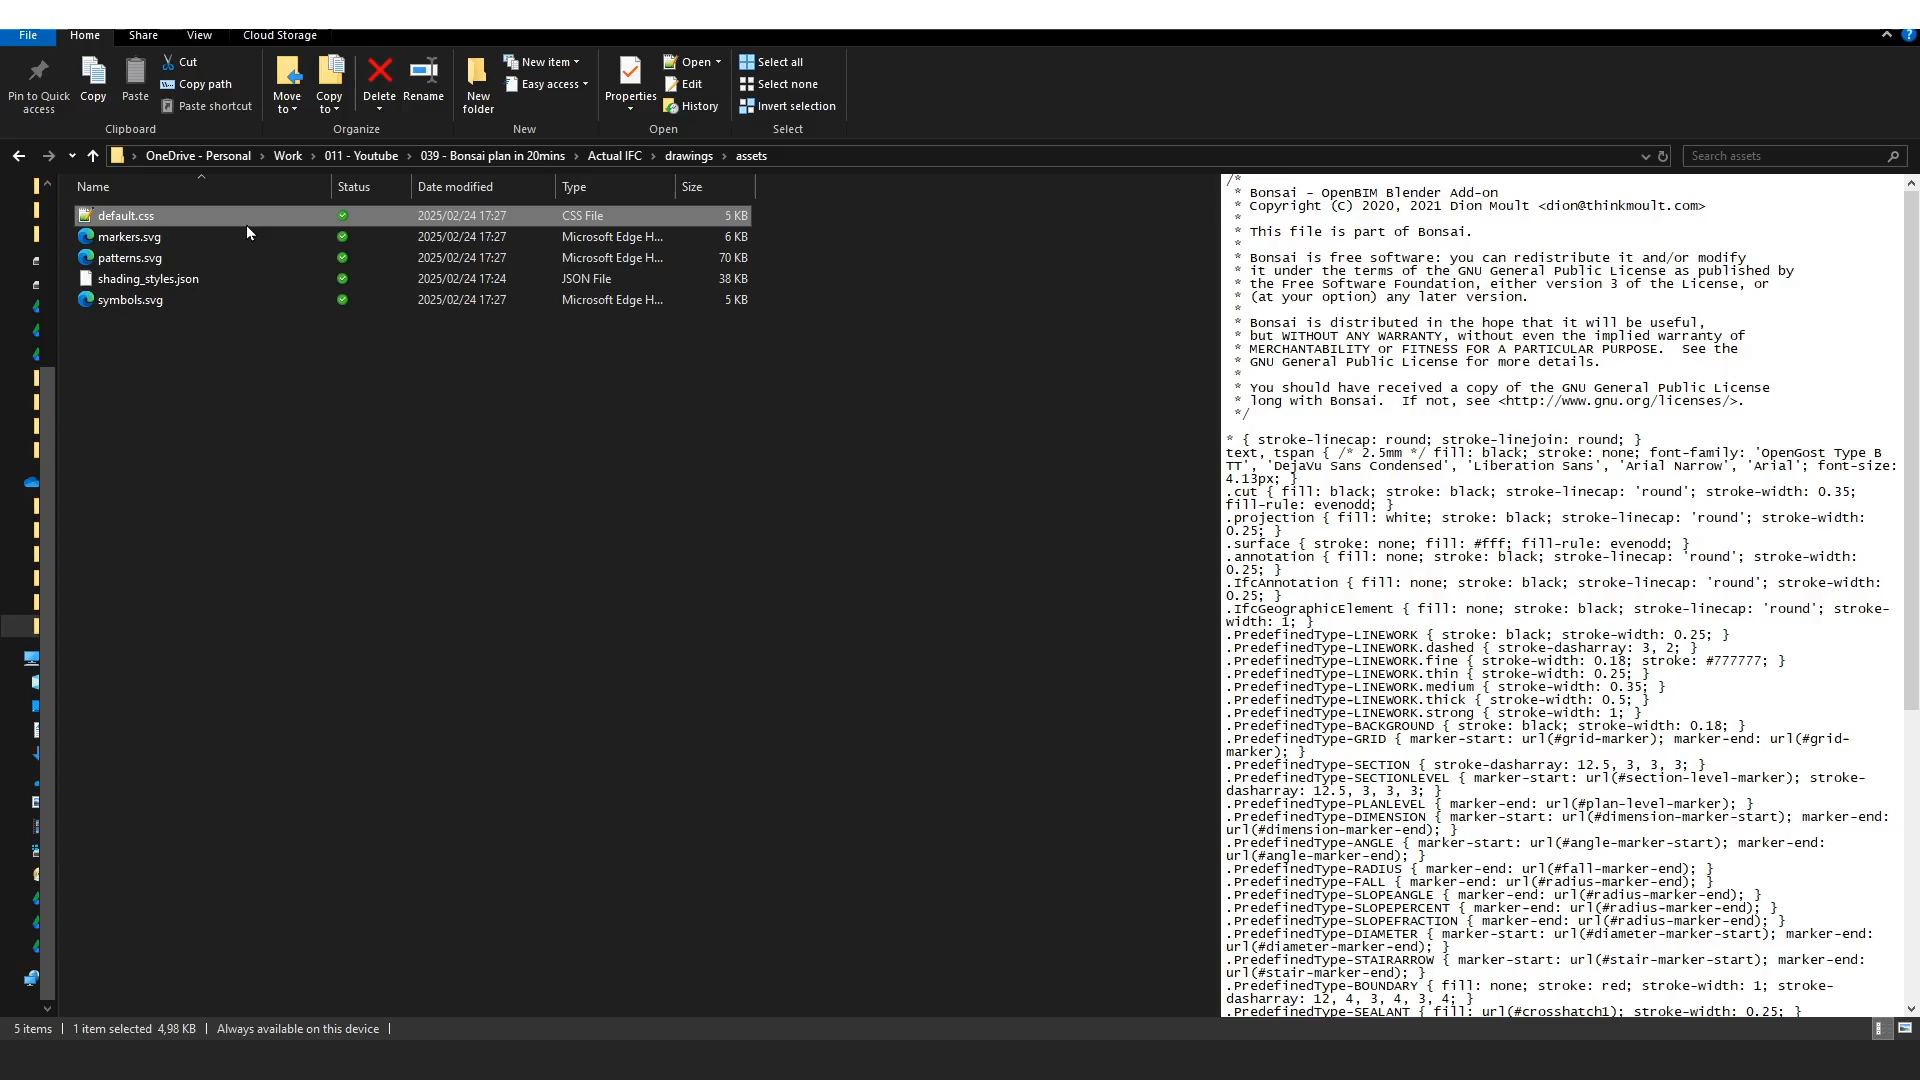 File Home Share View Cloud Storage
Pin to Quick access
Copy
Paste
Cut
Copy path
Paste shortcut
Clipboard
Move to
Copy to
Delete
Rename
Organize
New folder
New item
Easy access
New
Properties
Open
Edit
History
Open
Select all
Select none
Invert selection
Select
OneDrive - Personal > Work > 011 - Youtube > 039 - Bonsai plan in 20mins > Actual IFC > drawings > assets
Search assets
Name Status Date modified Type Size
default.css 2025/02/24 17:27 CSS File 5 KB
markers.svg 2025/02/24 17:27 Microsoft Edge H... 6 KB
patterns.svg 2025/02/24 17:27 Microsoft Edge H... 70 KB
shading_styles.json 2025/02/24 17:24 JSON File 38 KB
symbols.svg 2025/02/24 17:27 Microsoft Edge H... 5 KB
/*
* Bonsai - OpenBIM Blender Add-on
* Copyright (C) 2020, 2021 Dion Moult <dion@thinkmoult.com>
*
* This file is part of Bonsai.
*
* Bonsai is free software: you can redistribute it and/or modify
* it under the terms of the GNU General Public License as published by
* the Free Software Foundation, either version 3 of the License, or
* (at your option) any later version.
*
* Bonsai is distributed in the hope that it will be useful,
* but WITHOUT ANY WARRANTY, without even the implied warranty of
* MERCHANTABILITY or FITNESS FOR A PARTICULAR PURPOSE.  See the
* GNU General Public License for more details.
*
* You should have received a copy of the GNU General Public License
* long with Bonsai.  If not, see <http://www.gnu.org/licenses/>.
*/
* { stroke-linecap: round; stroke-linejoin: round; }
text, tspan { /* 2.5mm */ fill: black; stroke: none; font-family: 'OpenGost Type B
TT', 'DejaVu Sans Condensed', 'Liberation Sans', 'Arial Narrow', 'Arial'; font-size:
4.13px; }
.cut { fill: black; stroke: black; stroke-linecap: 'round'; stroke-width: 0.35;
fill-rule: evenodd; }
.projection { fill: white; stroke: black; stroke-linecap: 'round'; stroke-width:
0.25; }
.surface { stroke: none; fill: #fff; fill-rule: evenodd; }
.annotation { fill: none; stroke: black; stroke-linecap: 'round'; stroke-width:
0.25; }
.IfcAnnotation { fill: none; stroke: black; stroke-linecap: 'round'; stroke-width:
0.25; }
.IfcGeographicElement { fill: none; stroke: black; stroke-linecap: 'round'; stroke-
width: 1; }
.PredefinedType-LINEWORK { stroke: black; stroke-width: 0.25; }
.PredefinedType-LINEWORK.dashed { stroke-dasharray: 3, 2; }
.PredefinedType-LINEWORK.fine { stroke-width: 0.18; stroke: #777777; }
.PredefinedType-LINEWORK.thin { stroke-width: 0.25; }
.PredefinedType-LINEWORK.medium { stroke-width: 0.35; }
.PredefinedType-LINEWORK.thick { stroke-width: 0.5; }
.PredefinedType-LINEWORK.strong { stroke-width: 1; }
.PredefinedType-BACKGROUND { stroke: black; stroke-width: 0.18; }
.PredefinedType-GRID { marker-start: url(#grid-marker); marker-end: url(#grid-
marker); }
.PredefinedType-SECTION { stroke-dasharray: 12.5, 3, 3, 3; }
.PredefinedType-SECTIONLEVEL { marker-start: url(#section-level-marker); stroke-
dasharray: 12.5, 3, 3, 3; }
.PredefinedType-PLANLEVEL { marker-end: url(#plan-level-marker); }
.PredefinedType-DIMENSION { marker-start: url(#dimension-marker-start); marker-end:
url(#dimension-marker-end); }
.PredefinedType-ANGLE { marker-start: url(#angle-marker-start); marker-end:
url(#angle-marker-end); }
.PredefinedType-RADIUS { marker-end: url(#fall-marker-end); }
.PredefinedType-FALL { marker-end: url(#radius-marker-end); }
.PredefinedType-SLOPEANGLE { marker-end: url(#radius-marker-end); }
.PredefinedType-SLOPEPERCENT { marker-end: url(#radius-marker-end); }
.PredefinedType-SLOPEFRACTION { marker-end: url(#radius-marker-end); }
.PredefinedType-DIAMETER { marker-start: url(#diameter-marker-start); marker-end:
url(#diameter-marker-end); }
.PredefinedType-STAIRARROW { marker-start: url(#stair-marker-start); marker-end:
url(#stair-marker-end); }
.PredefinedType-BOUNDARY { fill: none; stroke: red; stroke-width: 1; stroke-
dasharray: 12, 4, 3, 4, 3, 4; }
.PredefinedType-SEALANT { fill: url(#crosshatch1); stroke-width: 0.25; }
5 items | 1 item selected 4,98 KB | Always available on this device |